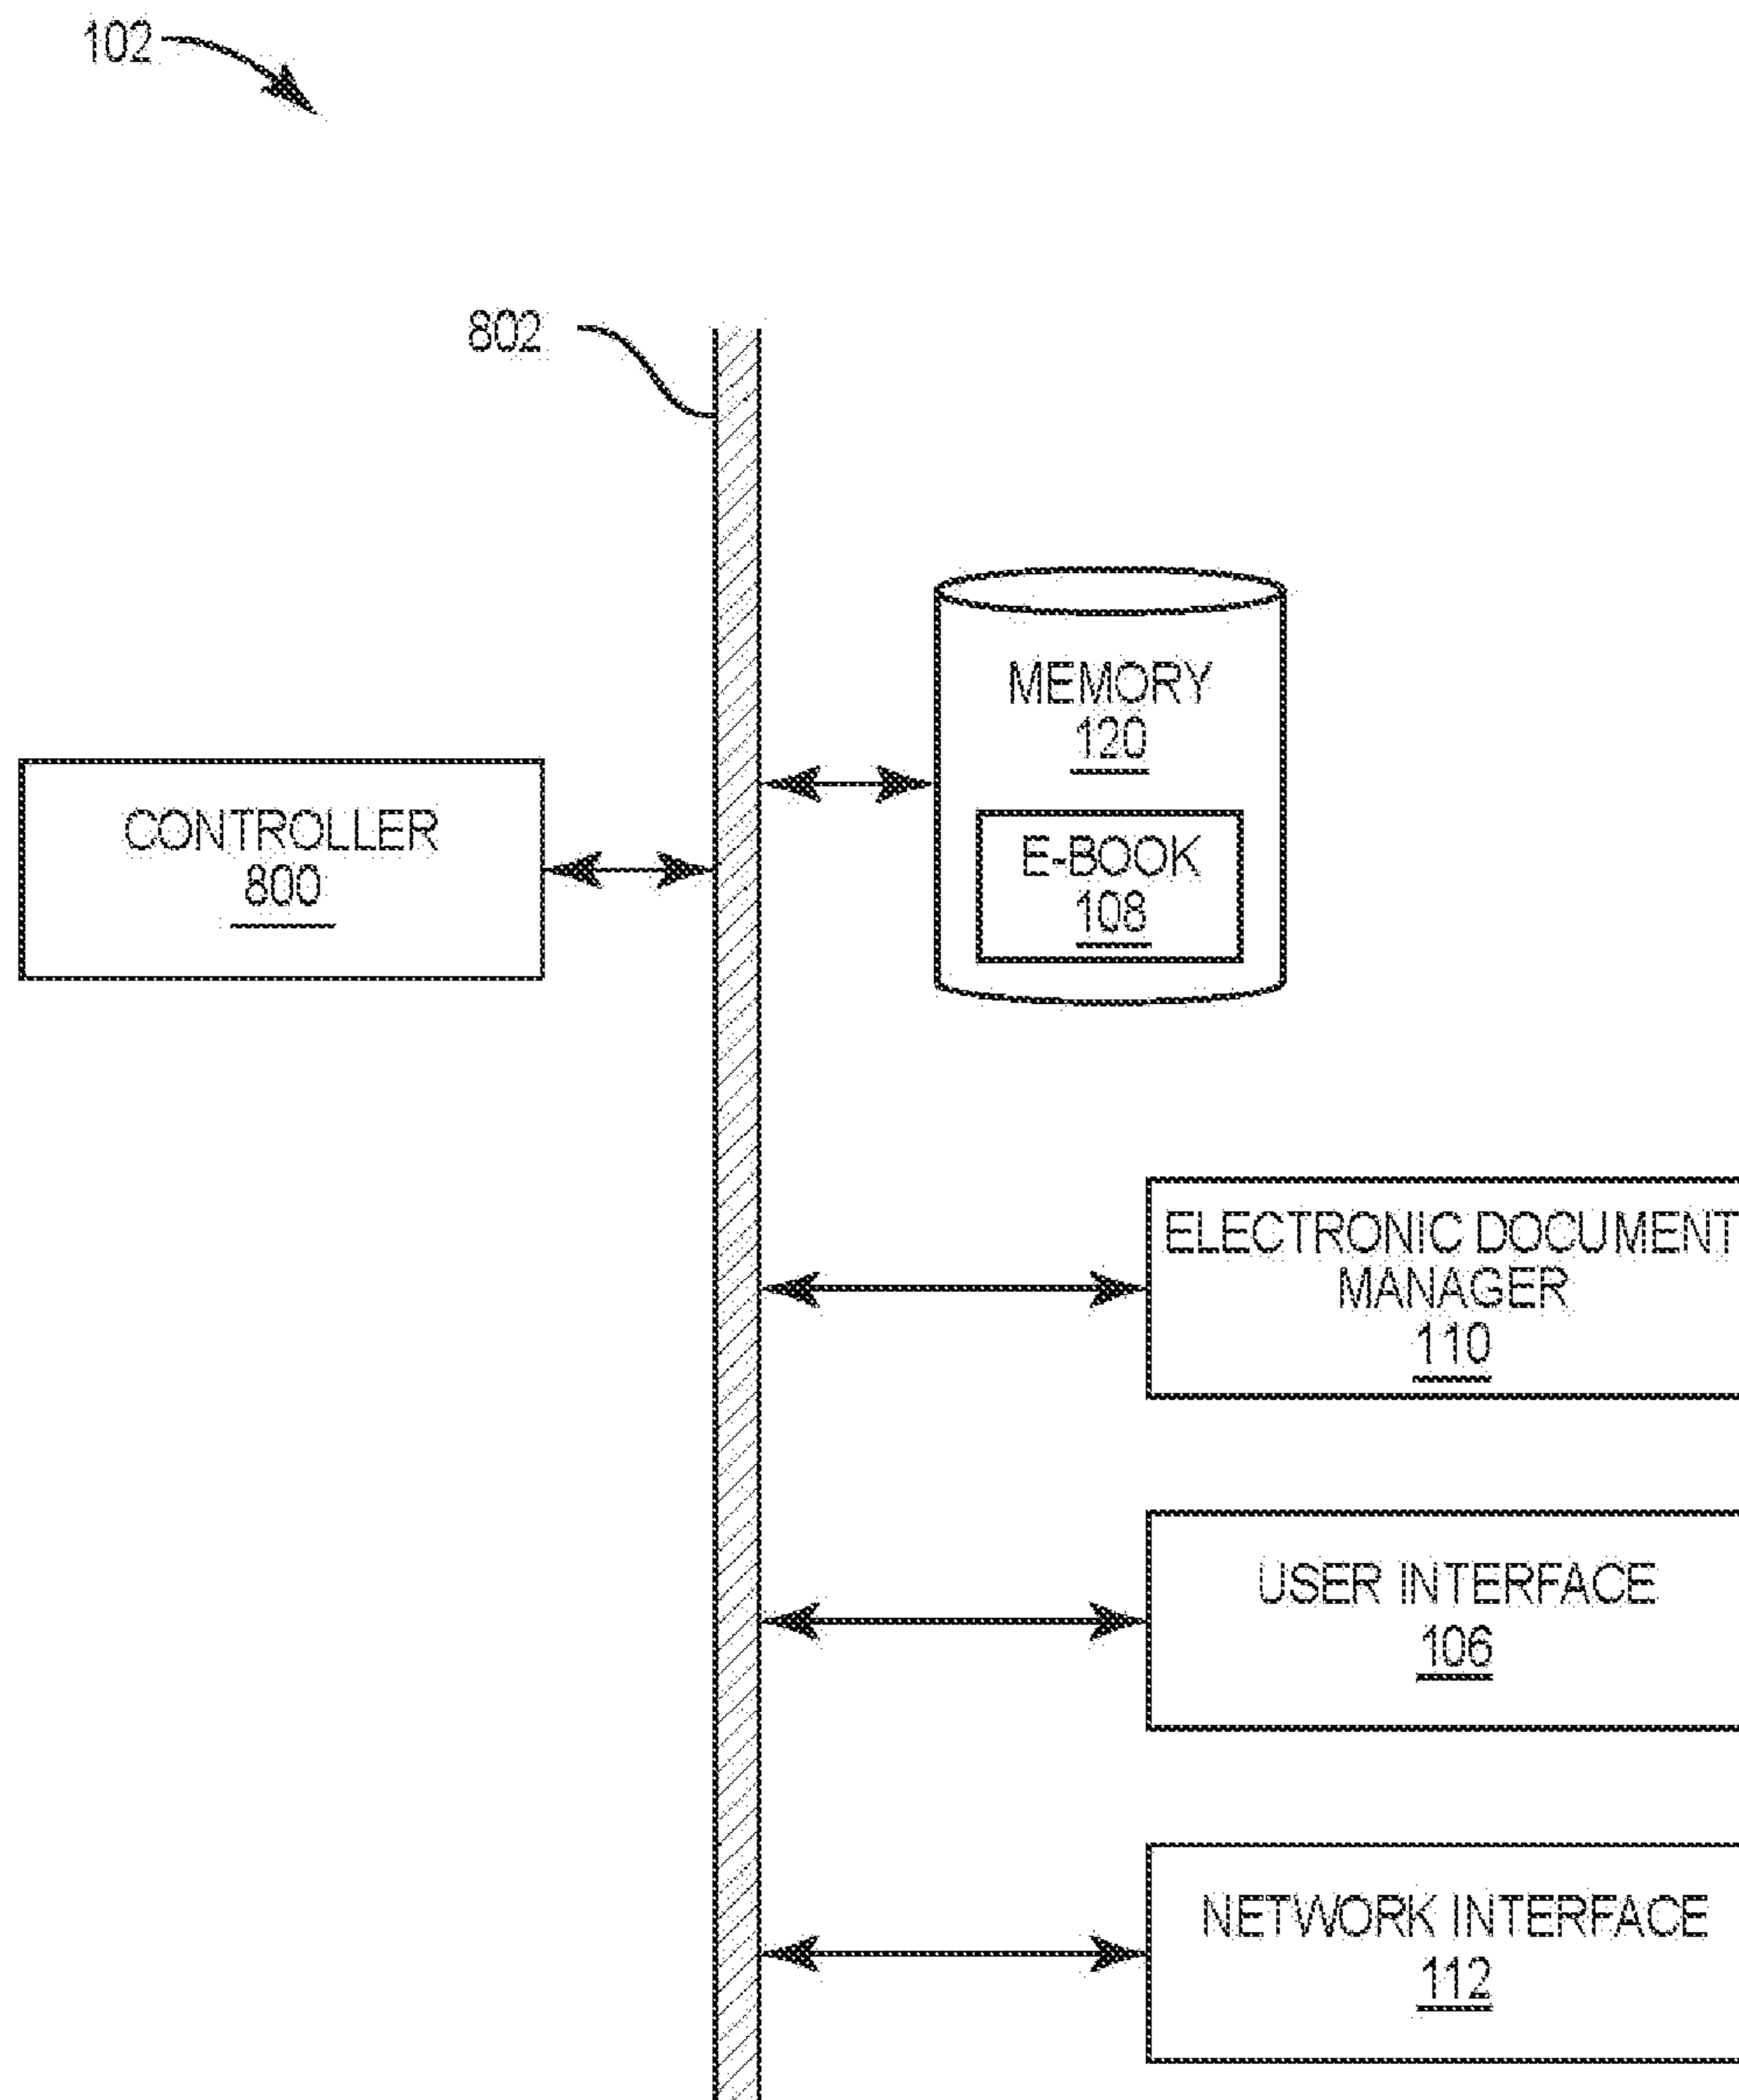 102
802
MEMORY
120
CONTROLLER
800
E-BOOK
108
ELECTRONIC DOCUMENT
MANAGER
110
USER INTERFACE
106
NETWORK INTERFACE
112